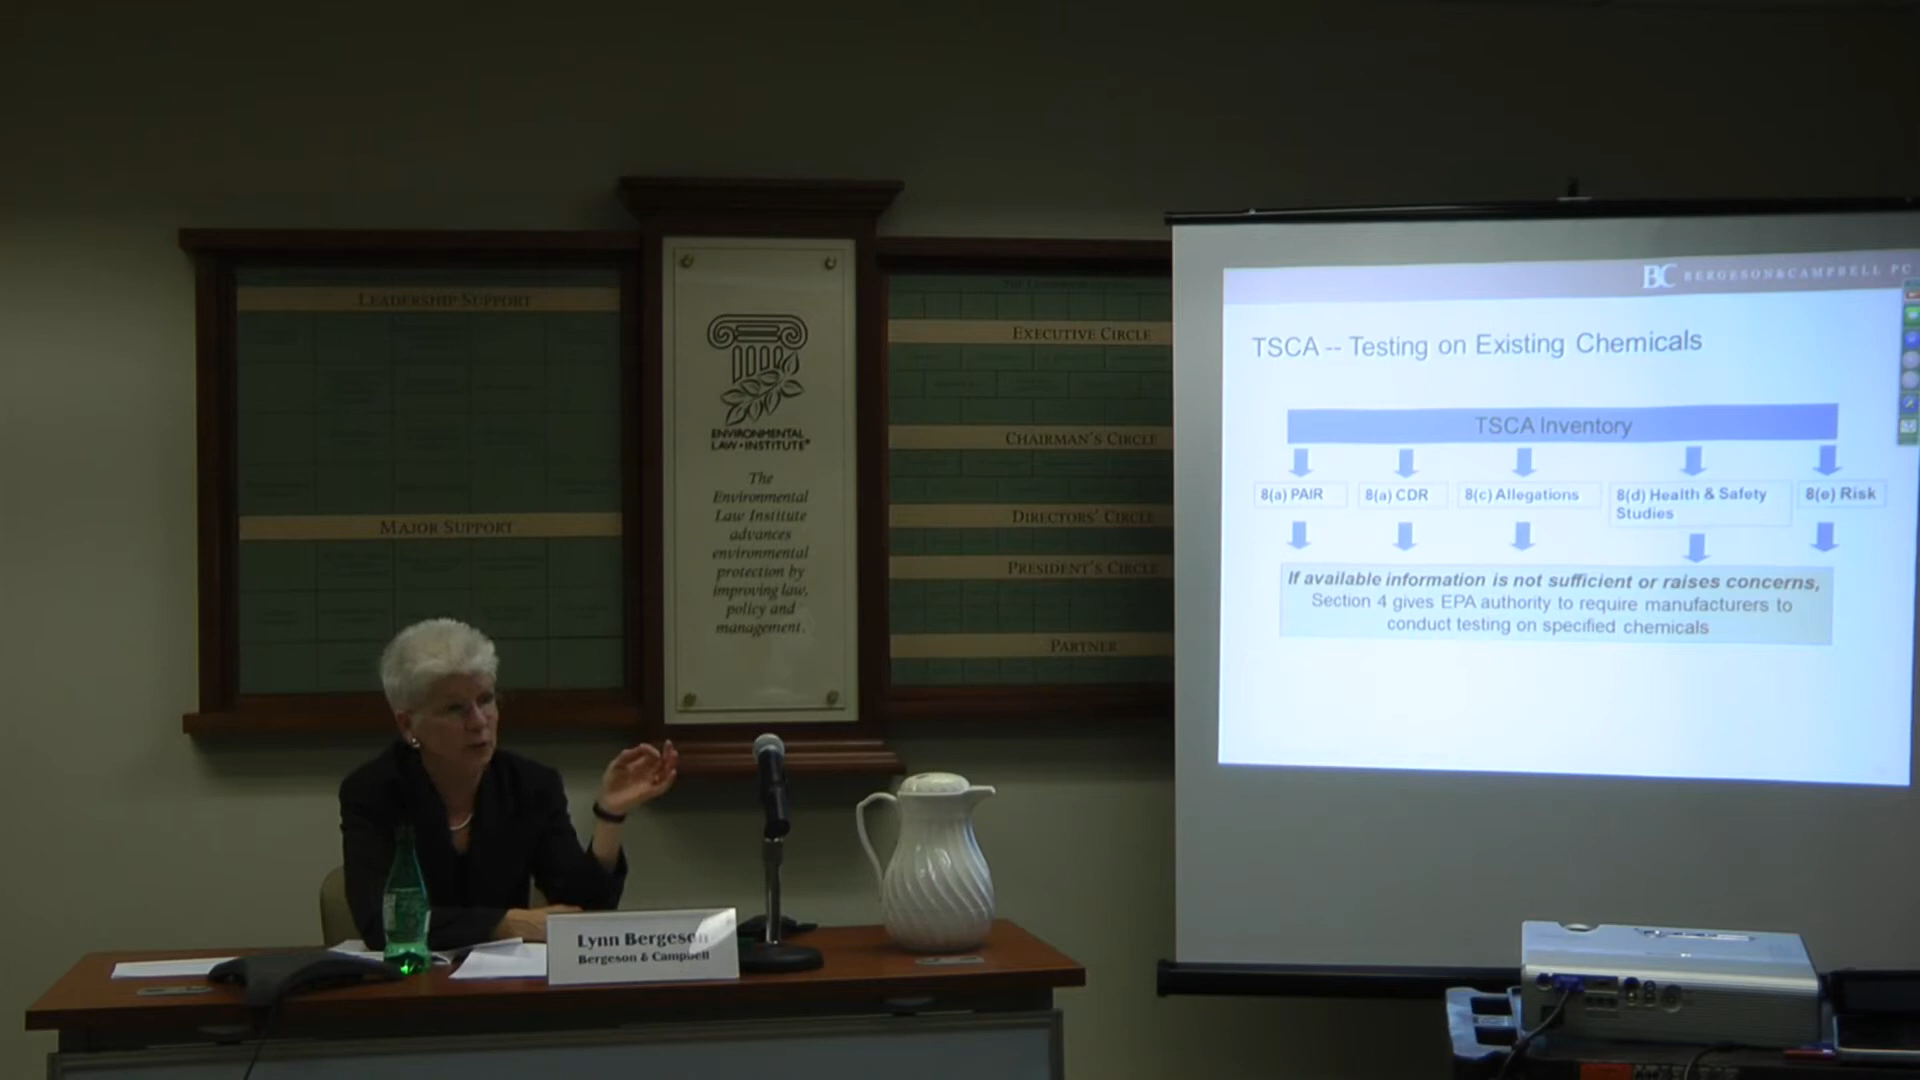 LEADERSHIP SUPPORT
MAJOR SUPPORT
ENVIRONMENTAL
LAW•INSTITUTE®
The
Environmental
Law Institute
advances
environmental
protection by
improving law,
policy and
management.
EXECUTIVE CIRCLE
CHAIRMAN'S CIRCLE
DIRECTORS' CIRCLE
PRESIDENT'S CIRCLE
PARTNER
BC BERGESON&CAMPBELL PC
TSCA -- Testing on Existing Chemicals
TSCA Inventory
8(a) PAIR
8(a) CDR
8(c) Allegations
8(d) Health & Safety
Studies
8(e) Risk
If available information is not sufficient or raises concerns,
Section 4 gives EPA authority to require manufacturers to
conduct testing on specified chemicals
Lynn Bergeson
Bergeson & Campbell